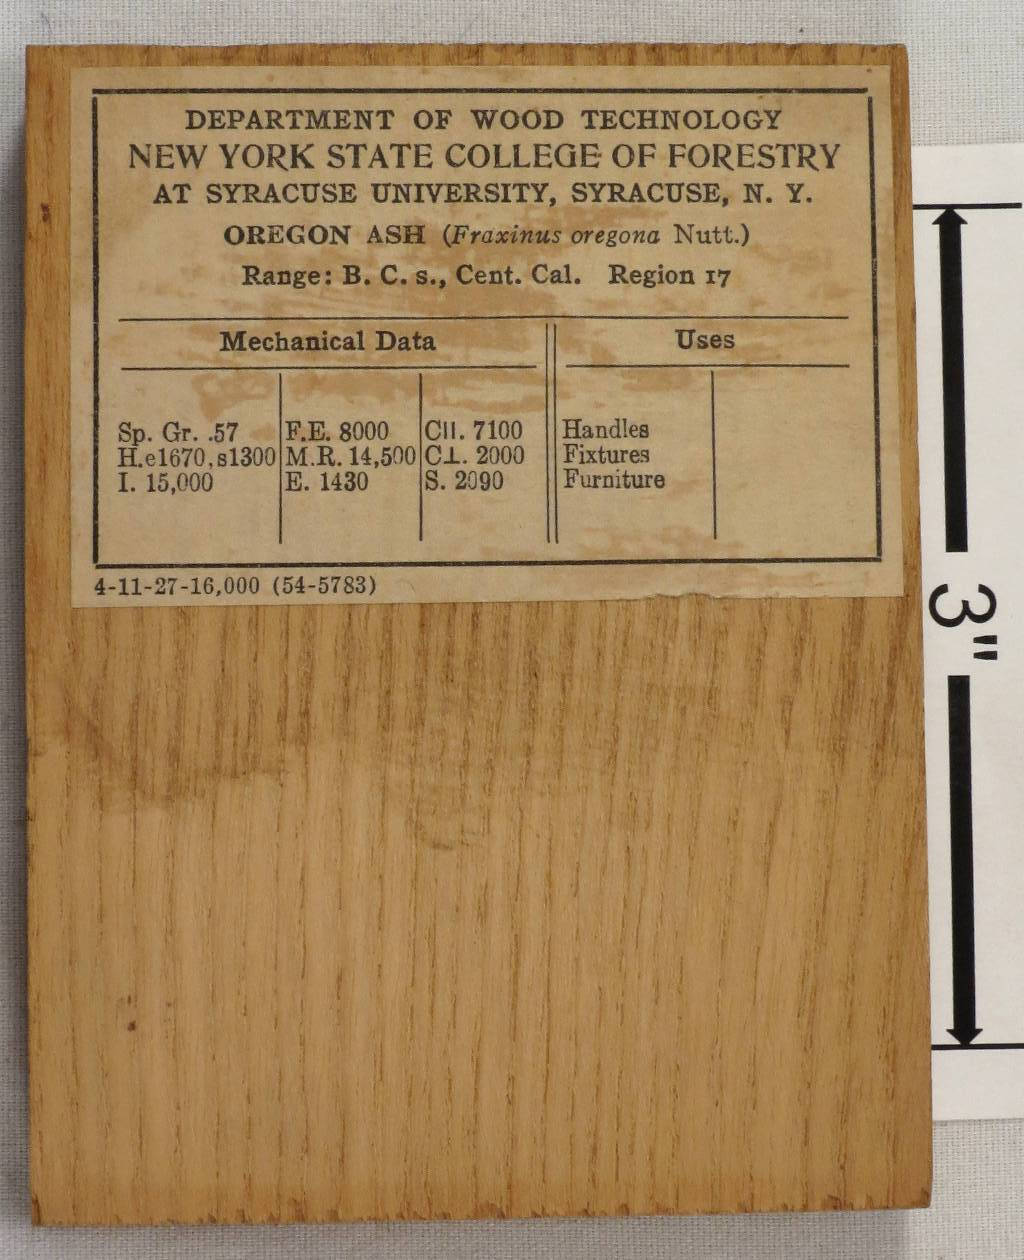 DEPARTMENT OF WOOD TECHNOLOGY
NEW YORK STATE COLLEGE OF FORESTRY
AT SYRACUSE UNIVERSITY, SYRACUSE, N. Y.
OREGON ASH (Fraxinus oregona Nutt.)
Range: B. C. s., Cent. Cal. Region 17
Mechanical Data Uses
Sp. Gr. .57 F.E. 8000 C||. 7100 Handles
H.e1670,s1300 M.R. 14,500 C⊥. 2000 Fixtures
I. 15,000 E. 1430 S. 2090 Furniture
4-11-27-16,000 (54-5783)
3"